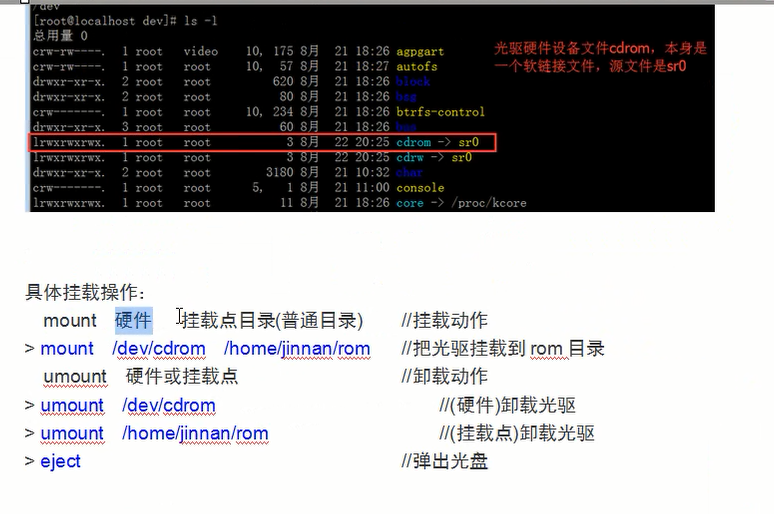 /dev
[root@localhost dev]# ls -l
总用量 0
crw-rw----. 1 root video 10, 175 8月 21 18:26 agpgart
crw-------. 1 root root 10, 57 8月 21 18:27 autofs
drwxr-xr-x. 2 root root 620 8月 21 18:26 block
drwxr-xr-x. 2 root root 80 8月 21 18:26 bsg
crw-------. 1 root root 10, 234 8月 21 18:26 btrfs-control
drwxr-xr-x. 3 root root 60 8月 21 18:26
lrwxrwxrwx. 1 root root 3 8月 22 20:25 cdrom -> sr0
lrwxrwxrwx. 1 root root 3 8月 22 20:25 cdrw -> sr0
drwxr-xr-x. 2 root root 3180 8月 21 10:32 char
crw-------. 1 root root 5, 1 8月 21 11:00 console
lrwxrwxrwx. 1 root root 11 8月 21 18:26 core -> /proc/kcore
光驱硬件设备文件cdrom，本身是
一个软链接文件，源文件是sr0
具体挂载操作：
mount 硬件 挂载点目录(普通目录) //挂载动作
> mount /dev/cdrom /home/jinnan/rom //把光驱挂载到 rom 目录
umount 硬件或挂载点 //卸载动作
> umount /dev/cdrom //(硬件)卸载光驱
> umount /home/jinnan/rom //(挂载点)卸载光驱
> eject //弹出光盘